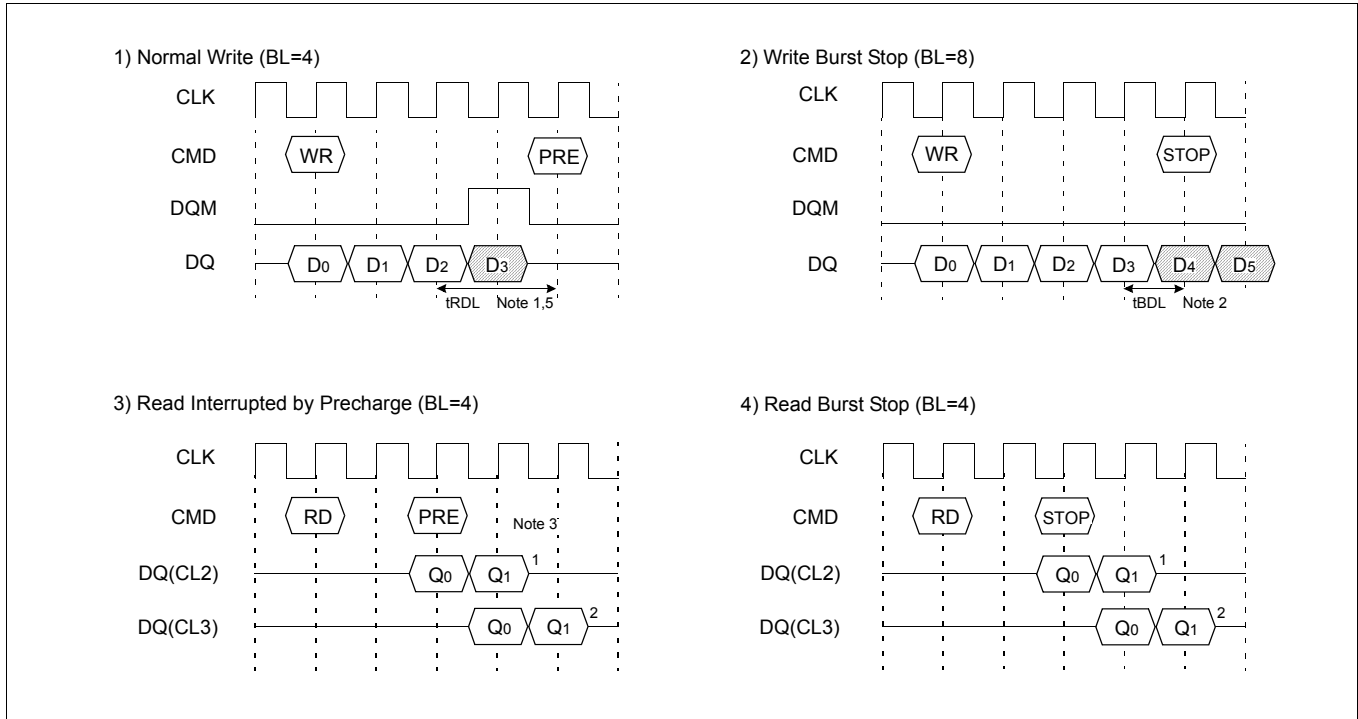 1) Normal Write (BL=4)
CLK
CMD
WR
PRE
DQM
DQ
D0
D1
D2
D3
tRDL
Note 1,5
2) Write Burst Stop (BL=8)
CLK
CMD
WR
STOP
DQM
DQ
D0
D1
D2
D3
D4
D5
tBDL
Note 2
3) Read Interrupted by Precharge (BL=4)
CLK
CMD
RD
PRE
Note 3
DQ(CL2)
Q0
Q1
1
DQ(CL3)
Q0
Q1
2
4) Read Burst Stop (BL=4)
CLK
CMD
RD
STOP
DQ(CL2)
Q0
Q1
1
DQ(CL3)
Q0
Q1
2